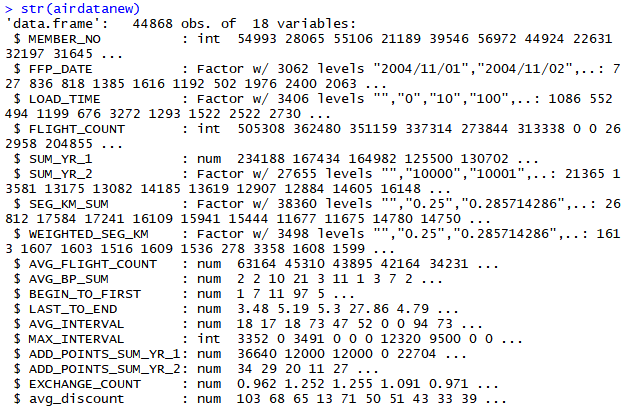 > str(airdatanew)
'data.frame':   44868 obs. of  18 variables:
 $ MEMBER_NO          : int  54993 28065 55106 21189 39546 56972 44924 22631
32197 31645 ...
 $ FFP_DATE           : Factor w/ 3062 levels "2004/11/01","2004/11/02",..: 7
27 836 818 1385 1616 1192 502 1976 2400 2063 ...
 $ LOAD_TIME          : Factor w/ 3406 levels "","0","10","100",..: 1086 552
494 1199 676 3272 1293 1522 2522 2730 ...
 $ FLIGHT_COUNT       : int  505308 362480 351159 337314 273844 313338 0 0 26
2958 204855 ...
 $ SUM_YR_1           : num  234188 167434 164982 125500 130702 ...
 $ SUM_YR_2           : Factor w/ 27655 levels "","10000","10001",..: 21365 1
3581 13175 13082 14185 13619 12907 12884 14605 16148 ...
 $ SEG_KM_SUM         : Factor w/ 38360 levels "","0.25","0.285714286",..: 26
812 17584 17241 16109 15941 15444 11677 11675 14780 14750 ...
 $ WEIGHTED_SEG_KM    : Factor w/ 3498 levels "","0.25","0.285714286",..: 161
3 1607 1603 1516 1609 1536 278 3358 1608 1599 ...
 $ AVG_FLIGHT_COUNT   : num  63164 45310 43895 42164 34231 ...
 $ AVG_BP_SUM         : num  2 2 10 21 3 11 1 3 7 2 ...
 $ BEGIN_TO_FIRST     : num  1 7 11 97 5 ...
 $ LAST_TO_END        : num  3.48 5.19 5.3 27.86 4.79 ...
 $ AVG_INTERVAL       : num  18 17 18 73 47 52 0 0 94 73 ...
 $ MAX_INTERVAL       : int  3352 0 3491 0 0 0 12320 9500 0 0 ...
 $ ADD_POINTS_SUM_YR_1: num  36640 12000 12000 0 22704 ...
 $ ADD_POINTS_SUM_YR_2: num  34 29 20 11 27 ...
 $ EXCHANGE_COUNT     : num  0.962 1.252 1.255 1.091 0.971 ...
 $ avg_discount       : num  103 68 65 13 71 50 51 43 33 39 ...